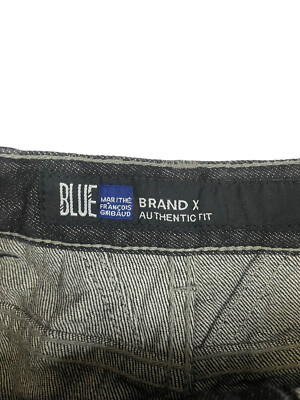 BLUE
MARITHÉ
FRANÇOIS
GIRBAUD
BRAND X
AUTHENTIC FIT